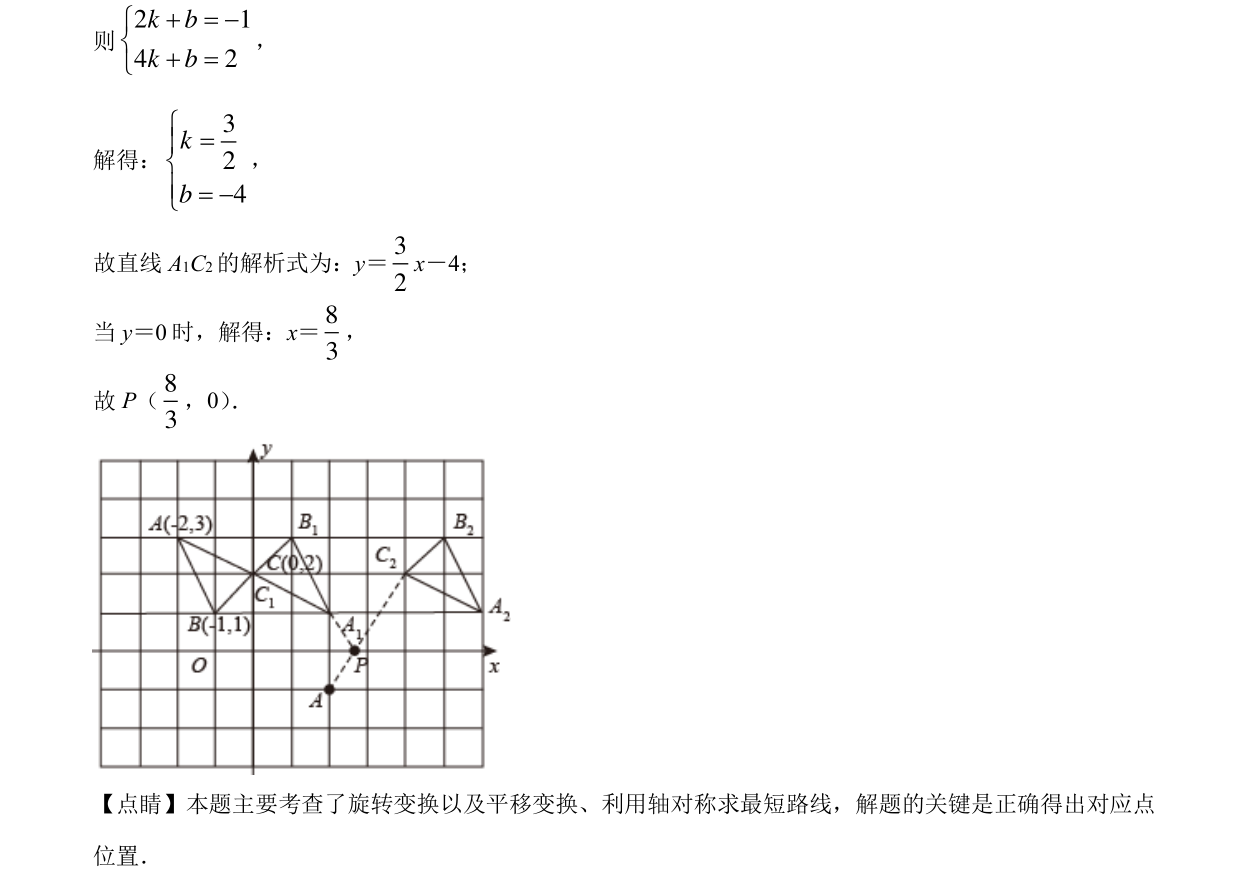 则{2k+b=-1
4k+b=2，
解得：{k=3/2
b=-4，
故直线 A₁C₂ 的解析式为：y＝3/2 x－4；
当 y＝0 时，解得：x＝8/3，
故 P（8/3，0）．
y
A(-2,3)
B₁
B₂
C(0,2)
C₂
C₁
A₂
B(-1,1)
A₁
O
P
x
A
【点睛】本题主要考查了旋转变换以及平移变换、利用轴对称求最短路线，解题的关键是正确得出对应点
位置．